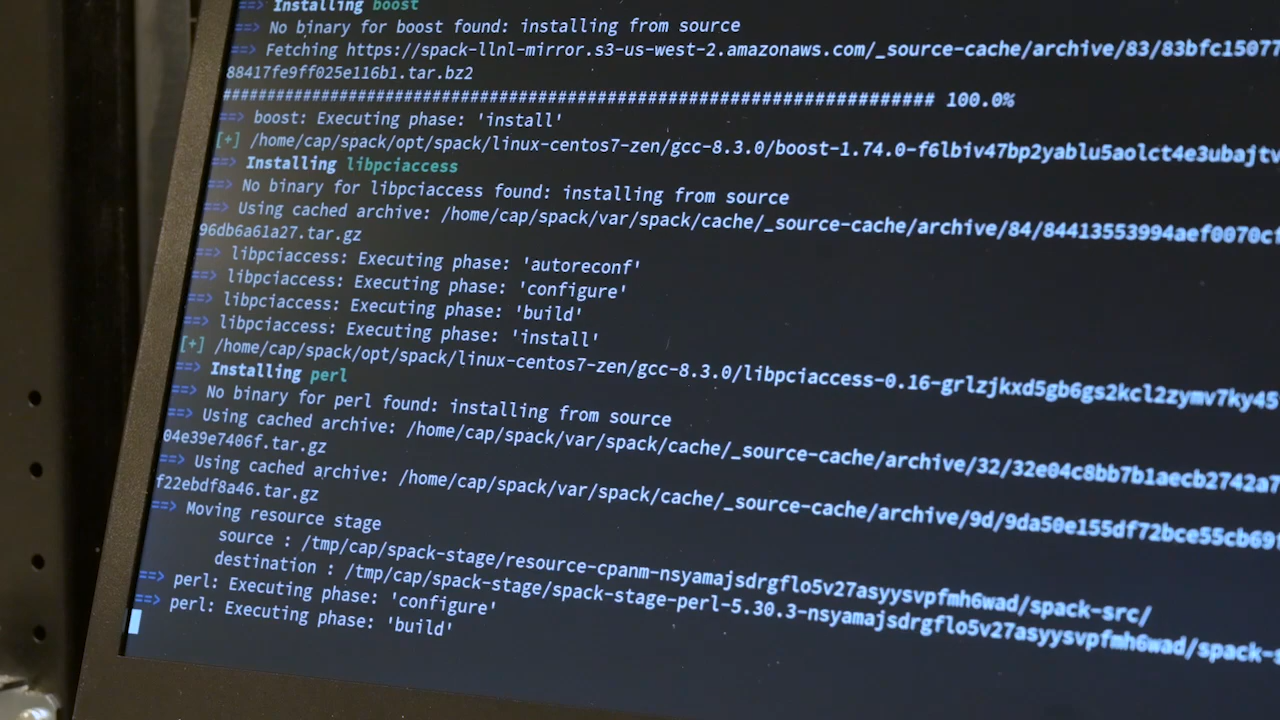 ==> Installing boost
==> No binary for boost found: installing from source
==> Fetching https://spack-llnl-mirror.s3-us-west-2.amazonaws.com/_source-cache/archive/83/83bfc15077
88417fe9ff025e116b1.tar.bz2
######################################################################## 100.0%
==> boost: Executing phase: 'install'
[+] /home/cap/spack/opt/spack/linux-centos7-zen/gcc-8.3.0/boost-1.74.0-f6lbiv47bp2yablu5aolct4e3ubajtv
==> Installing libpciaccess
==> No binary for libpciaccess found: installing from source
==> Using cached archive: /home/cap/spack/var/spack/cache/_source-cache/archive/84/84413553994aef0070cf
96db6a61a27.tar.gz
==> libpciaccess: Executing phase: 'autoreconf'
==> libpciaccess: Executing phase: 'configure'
==> libpciaccess: Executing phase: 'build'
==> libpciaccess: Executing phase: 'install'
[+] /home/cap/spack/opt/spack/linux-centos7-zen/gcc-8.3.0/libpciaccess-0.16-grlzjkxd5gb6gs2kcl2zymv7ky45
==> Installing perl
==> No binary for perl found: installing from source
==> Using cached archive: /home/cap/spack/var/spack/cache/_source-cache/archive/32/32e04c8bb7b1aecb2742a7
04e39e7406f.tar.gz
==> Using cached archive: /home/cap/spack/var/spack/cache/_source-cache/archive/9d/9da50e155df72bce55cb69f
f22ebdf8a46.tar.gz
==> Moving resource stage
source : /tmp/cap/spack-stage/resource-cpanm-nsyamajsdrgflo5v27asyysvpfmh6wad/spack-src/
destination : /tmp/cap/spack-stage/spack-stage-perl-5.30.3-nsyamajsdrgflo5v27asyysvpfmh6wad/spack-s
==> perl: Executing phase: 'configure'
==> perl: Executing phase: 'build'